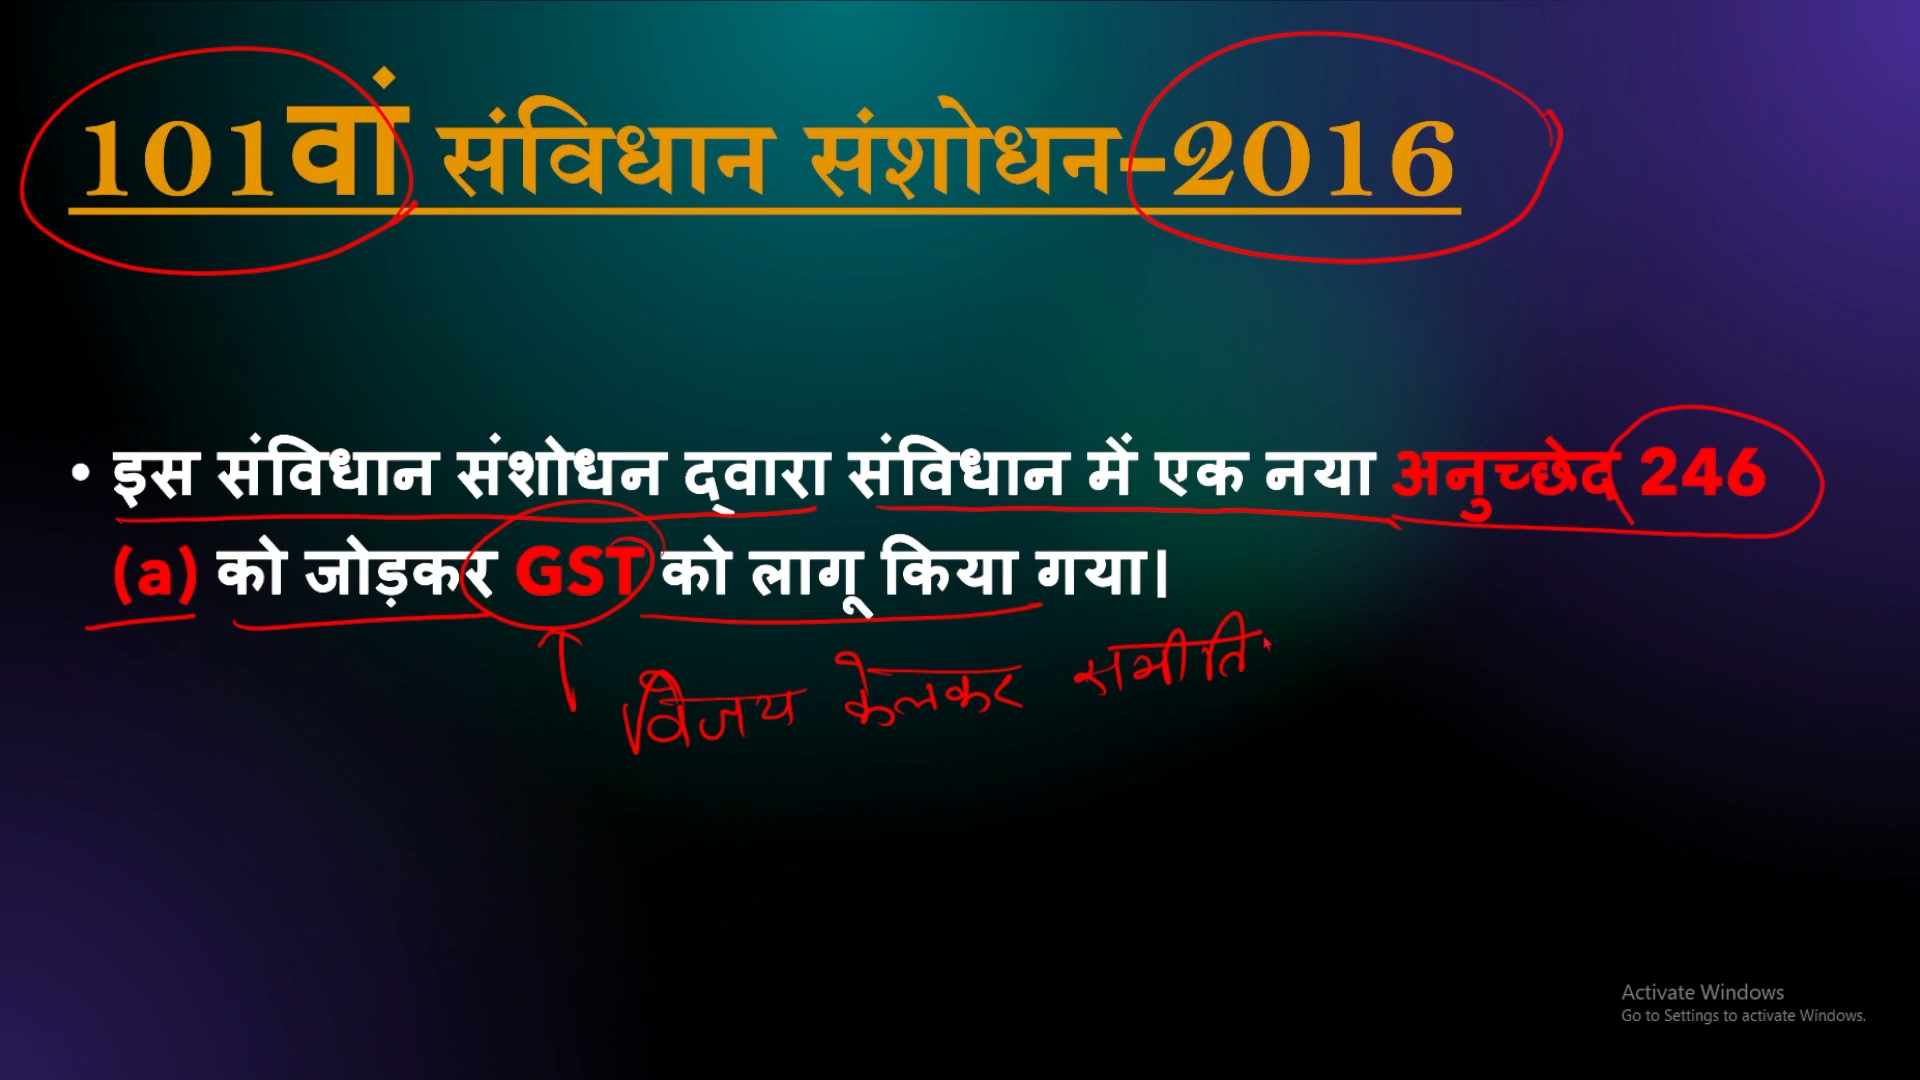 101वां संविधान संशोधन-2016
• इस संविधान संशोधन द्वारा संविधान में एक नया अनुच्छेद 246
(a) को जोड़कर GST को लागू किया गया।
विजय केलकर समीति
Activate Windows
Go to Settings to activate Windows.